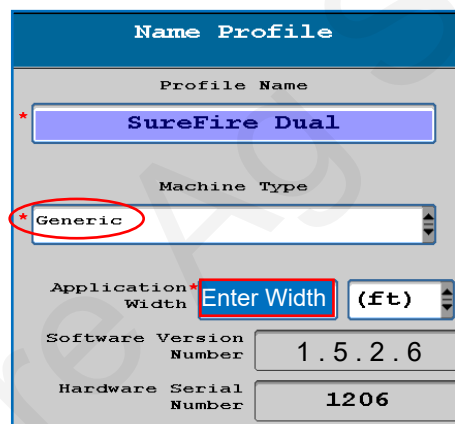 Name Profile
Profile Name
* SureFire Dual
Machine Type
* Generic
Application* Enter Width (ft)
Width
Software Version 1.5.2.6
Number
Hardware Serial 1206
Number